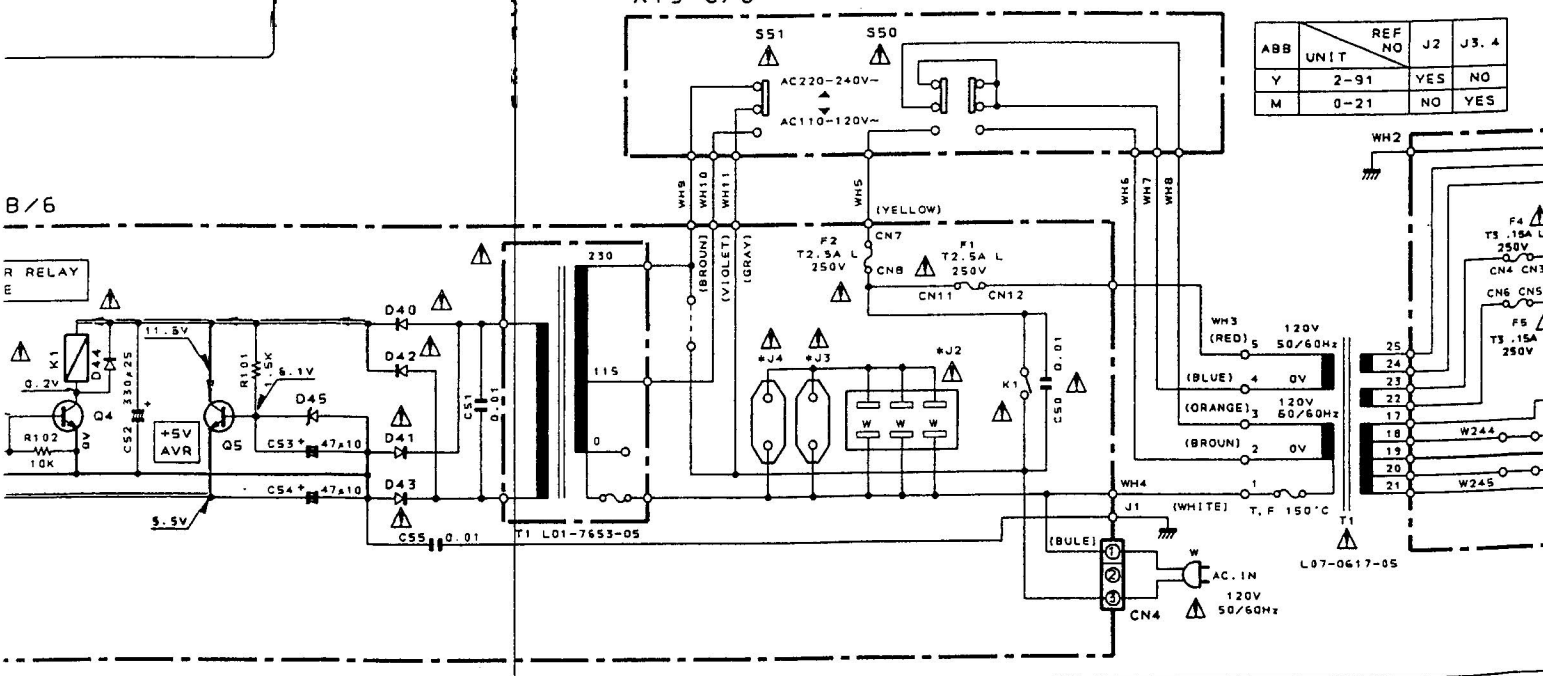 S51
S50
AC220-240V~
AC110-120V~
ABB
UNIT
REF
NO
J2
J3.4
Y
2-91
YES
NO
M
0-21
NO
YES
WH2
B/6
WH9
WH10
WH11
WH5
WH6
WH7
WH8
(YELLOW)
CN7
F2
T2.5A L
250V
CN8
F1
T2.5A L
250V
CN11
CN12
(BROUN)
(VIOLET)
(GRAY)
F4
T3.15A L
250V
CN4 CN3
CN6 CN5
F5
T3.15A
250V
R RELAY
E
230
115
0
K1
D44
11.5V
0.2V
Q4
0V
R102
10K
C52
330µ25
+5V
AVR
Q5
R101
1.5K
6.1V
D45
C53
47µ10
C54
47µ10
5.5V
D40
D42
D41
D43
C51
0.01
C55
0.01
T1 L01-7653-05
*J4
*J3
*J2
W
W
W
K1
C50
0.01
WH3
(RED)
5
120V
50/60Hz
(BLUE)
4
0V
(ORANGE)
3
120V
60/60Hz
(BROUN)
2
0V
WH4
1
(WHITE)
T.F 150°C
T1
L07-0617-05
25
24
23
22
17
18
19
20
21
W244
W245
J1
(BULE)
1
2
3
CN4
W
AC.IN
120V
50/60Hz